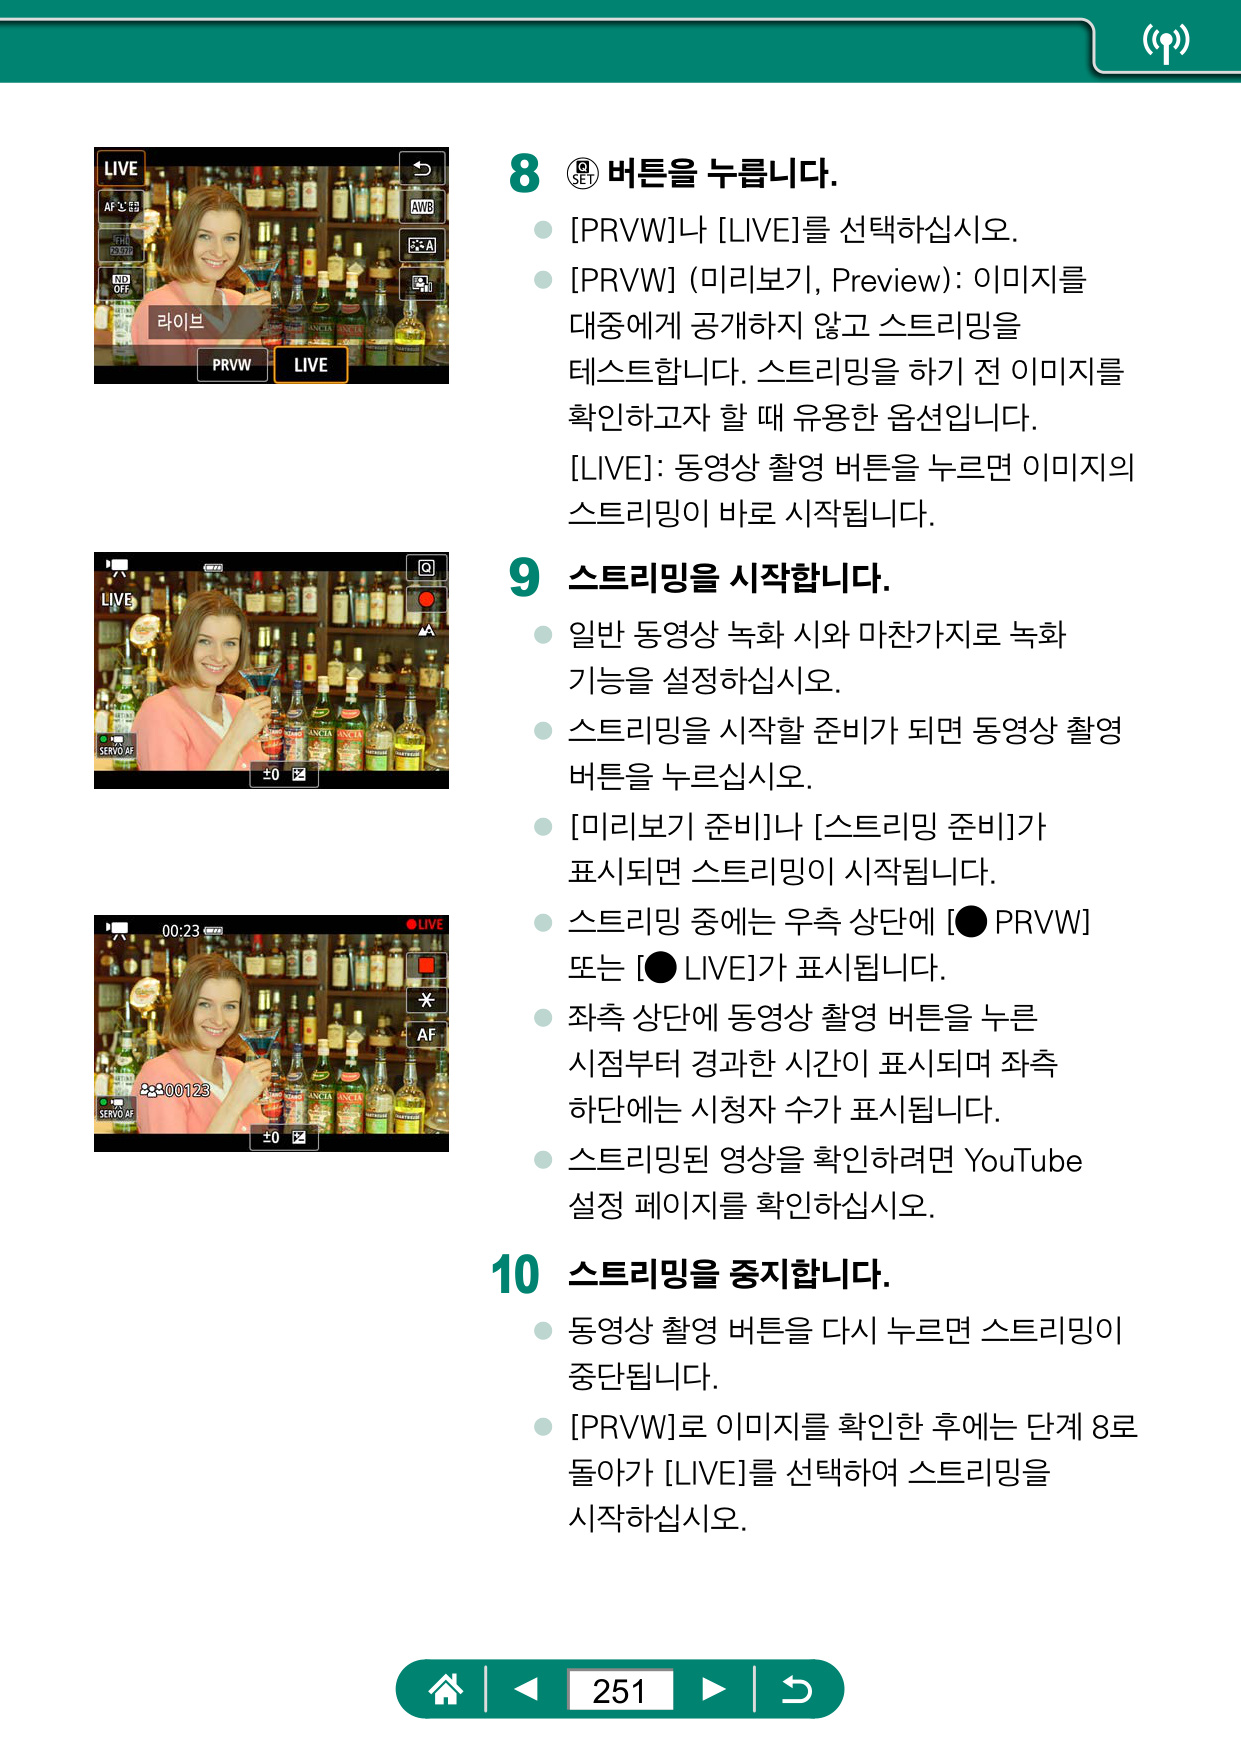 LIVE
AF
AWB
FHD
29.97P
A
ND
OFF
라이브
PRVW
LIVE
8 Q SET 버튼을 누릅니다.
[PRVW]나 [LIVE]를 선택하십시오.
[PRVW] (미리보기, Preview): 이미지를
대중에게 공개하지 않고 스트리밍을
테스트합니다. 스트리밍을 하기 전 이미지를
확인하고자 할 때 유용한 옵션입니다.
[LIVE]: 동영상 촬영 버튼을 누르면 이미지의
스트리밍이 바로 시작됩니다.
Q
LIVE
A
SERVO AF
±0
9 스트리밍을 시작합니다.
일반 동영상 녹화 시와 마찬가지로 녹화
기능을 설정하십시오.
스트리밍을 시작할 준비가 되면 동영상 촬영
버튼을 누르십시오.
[미리보기 준비]나 [스트리밍 준비]가
표시되면 스트리밍이 시작됩니다.
스트리밍 중에는 우측 상단에 [● PRVW]
또는 [● LIVE]가 표시됩니다.
좌측 상단에 동영상 촬영 버튼을 누른
시점부터 경과한 시간이 표시되며 좌측
하단에는 시청자 수가 표시됩니다.
스트리밍된 영상을 확인하려면 YouTube
설정 페이지를 확인하십시오.
00:23
●LIVE
AF
00123
SERVO AF
±0
10 스트리밍을 중지합니다.
동영상 촬영 버튼을 다시 누르면 스트리밍이
중단됩니다.
[PRVW]로 이미지를 확인한 후에는 단계 8로
돌아가 [LIVE]를 선택하여 스트리밍을
시작하십시오.
251